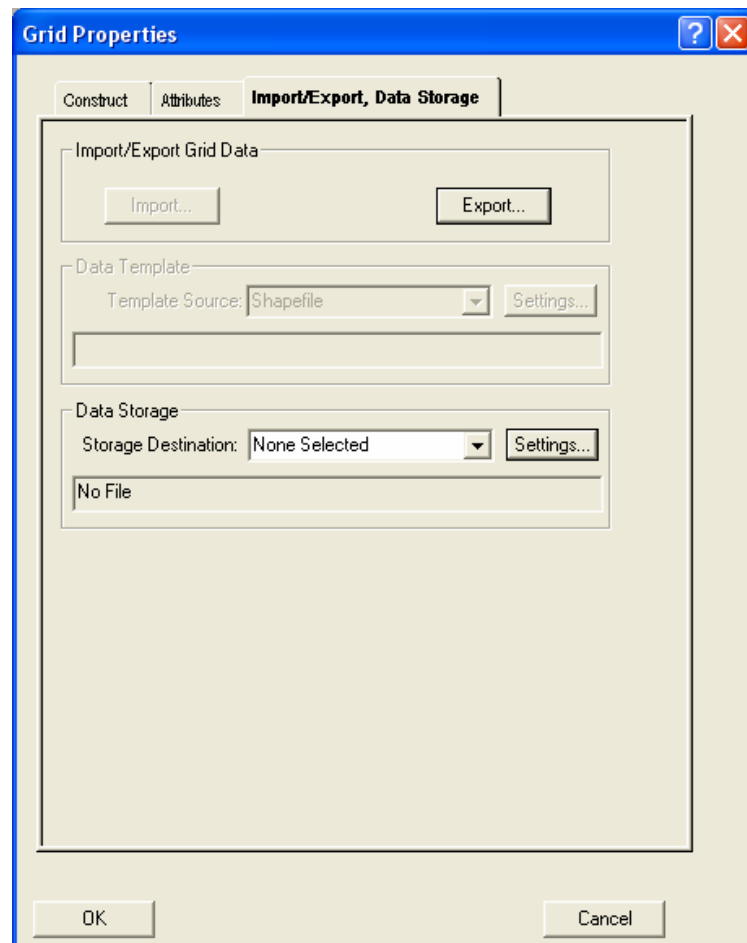 Grid Properties
?
Construct Attributes Import/Export, Data Storage
Import/Export Grid Data
Import... Export...
Data Template
Template Source: Shapefile Settings...
Data Storage
Storage Destination: None Selected Settings...
No File
OK Cancel